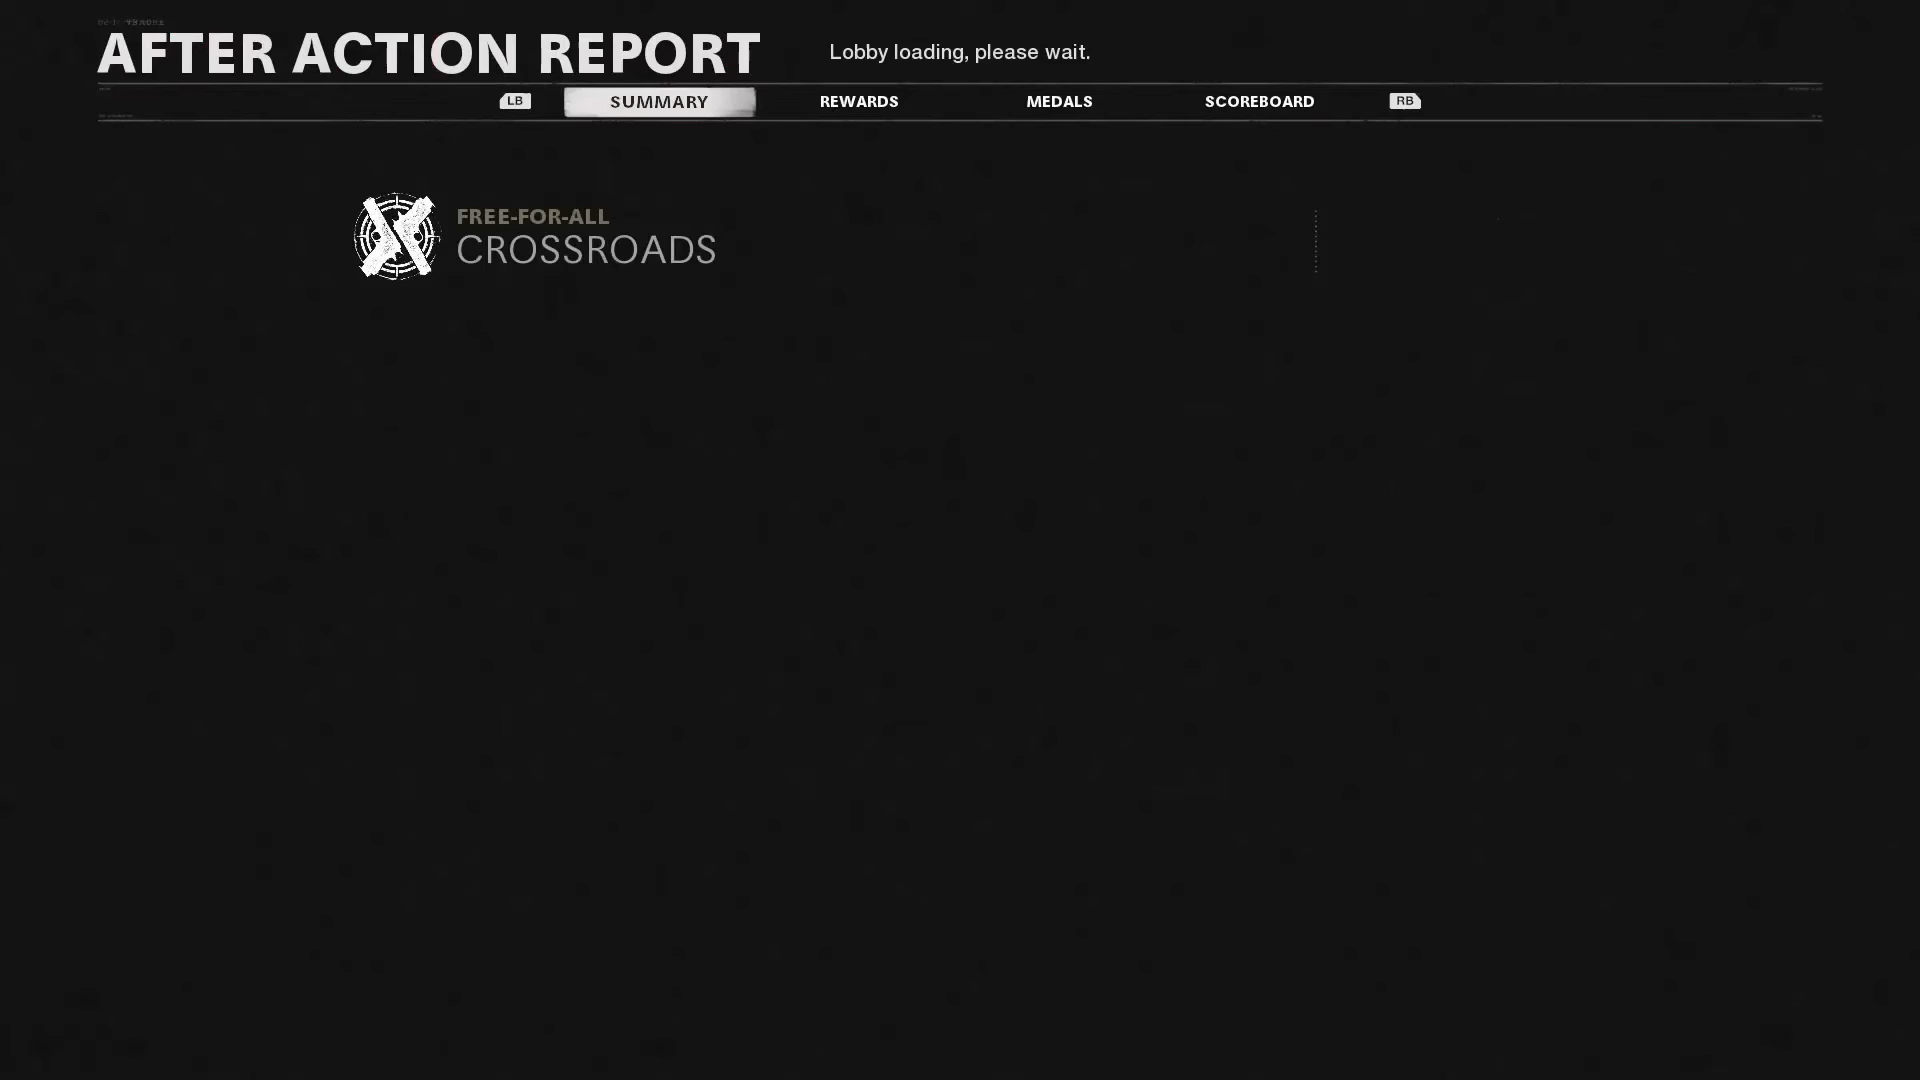 AFTER ACTION REPORT
Lobby loading, please wait.
LB SUMMARY REWARDS MEDALS SCOREBOARD RB
FREE-FOR-ALL
CROSSROADS